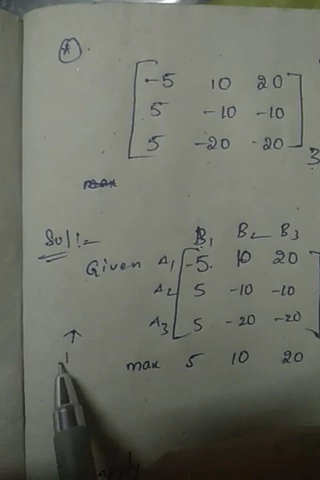 *
-5 10 20
5 -10 -10
5 -20 -20
3
Sol:-
B1 B2 B3
Given A1 -5 10 20
A2 5 -10 -10
A3 5 -20 -20
max 5 10 20